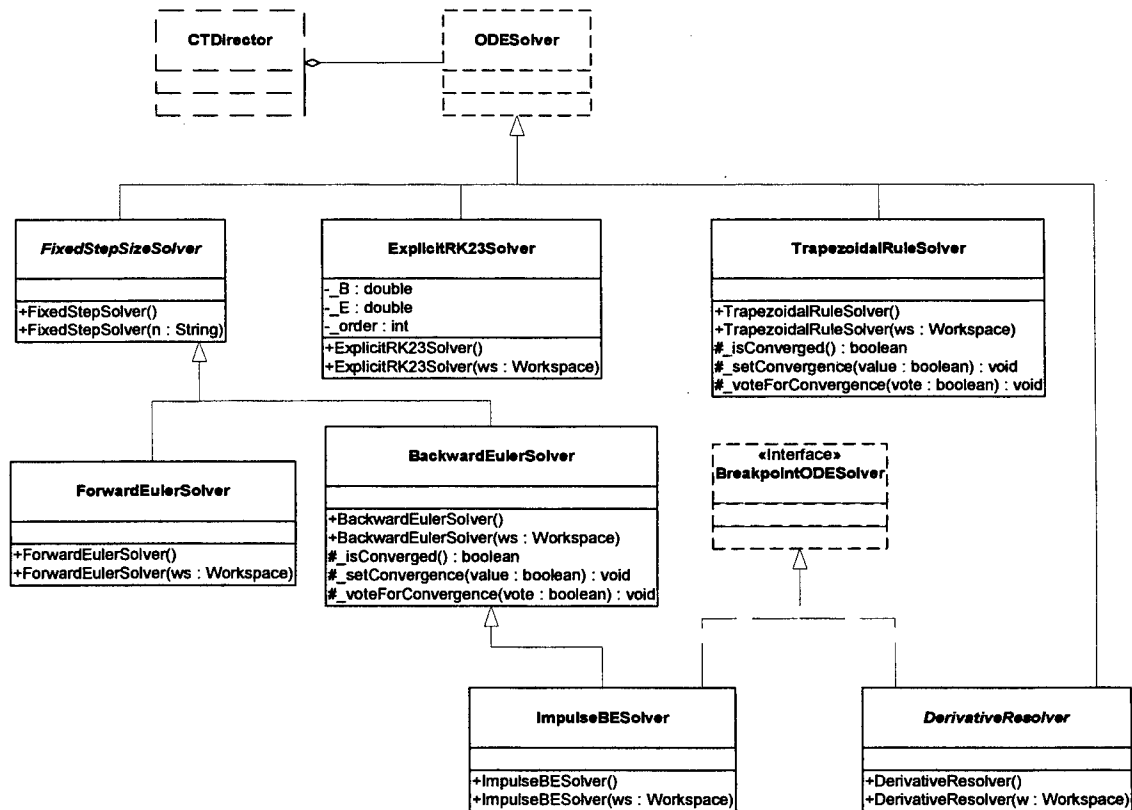 CTDirector
ODESolver
FixedStepSizeSolver
+FixedStepSolver()
+FixedStepSolver(n : String)
ExplicitRK23Solver
-_B : double
-_E : double
-_order : int
+ExplicitRK23Solver()
+ExplicitRK23Solver(ws : Workspace)
TrapezoidalRuleSolver
+TrapezoidalRuleSolver()
+TrapezoidalRuleSolver(ws : Workspace)
#_isConverged() : boolean
#_setConvergence(value : boolean) : void
#_voteForConvergence(vote : boolean) : void
ForwardEulerSolver
+ForwardEulerSolver()
+ForwardEulerSolver(ws : Workspace)
BackwardEulerSolver
+BackwardEulerSolver()
+BackwardEulerSolver(ws : Workspace)
#_isConverged() : boolean
#_setConvergence(value : boolean) : void
#_voteForConvergence(vote : boolean) : void
«Interface»
BreakpointODESolver
ImpulseBESolver
+ImpulseBESolver()
+ImpulseBESolver(ws : Workspace)
DerivativeResolver
+DerivativeResolver()
+DerivativeResolver(w : Workspace)